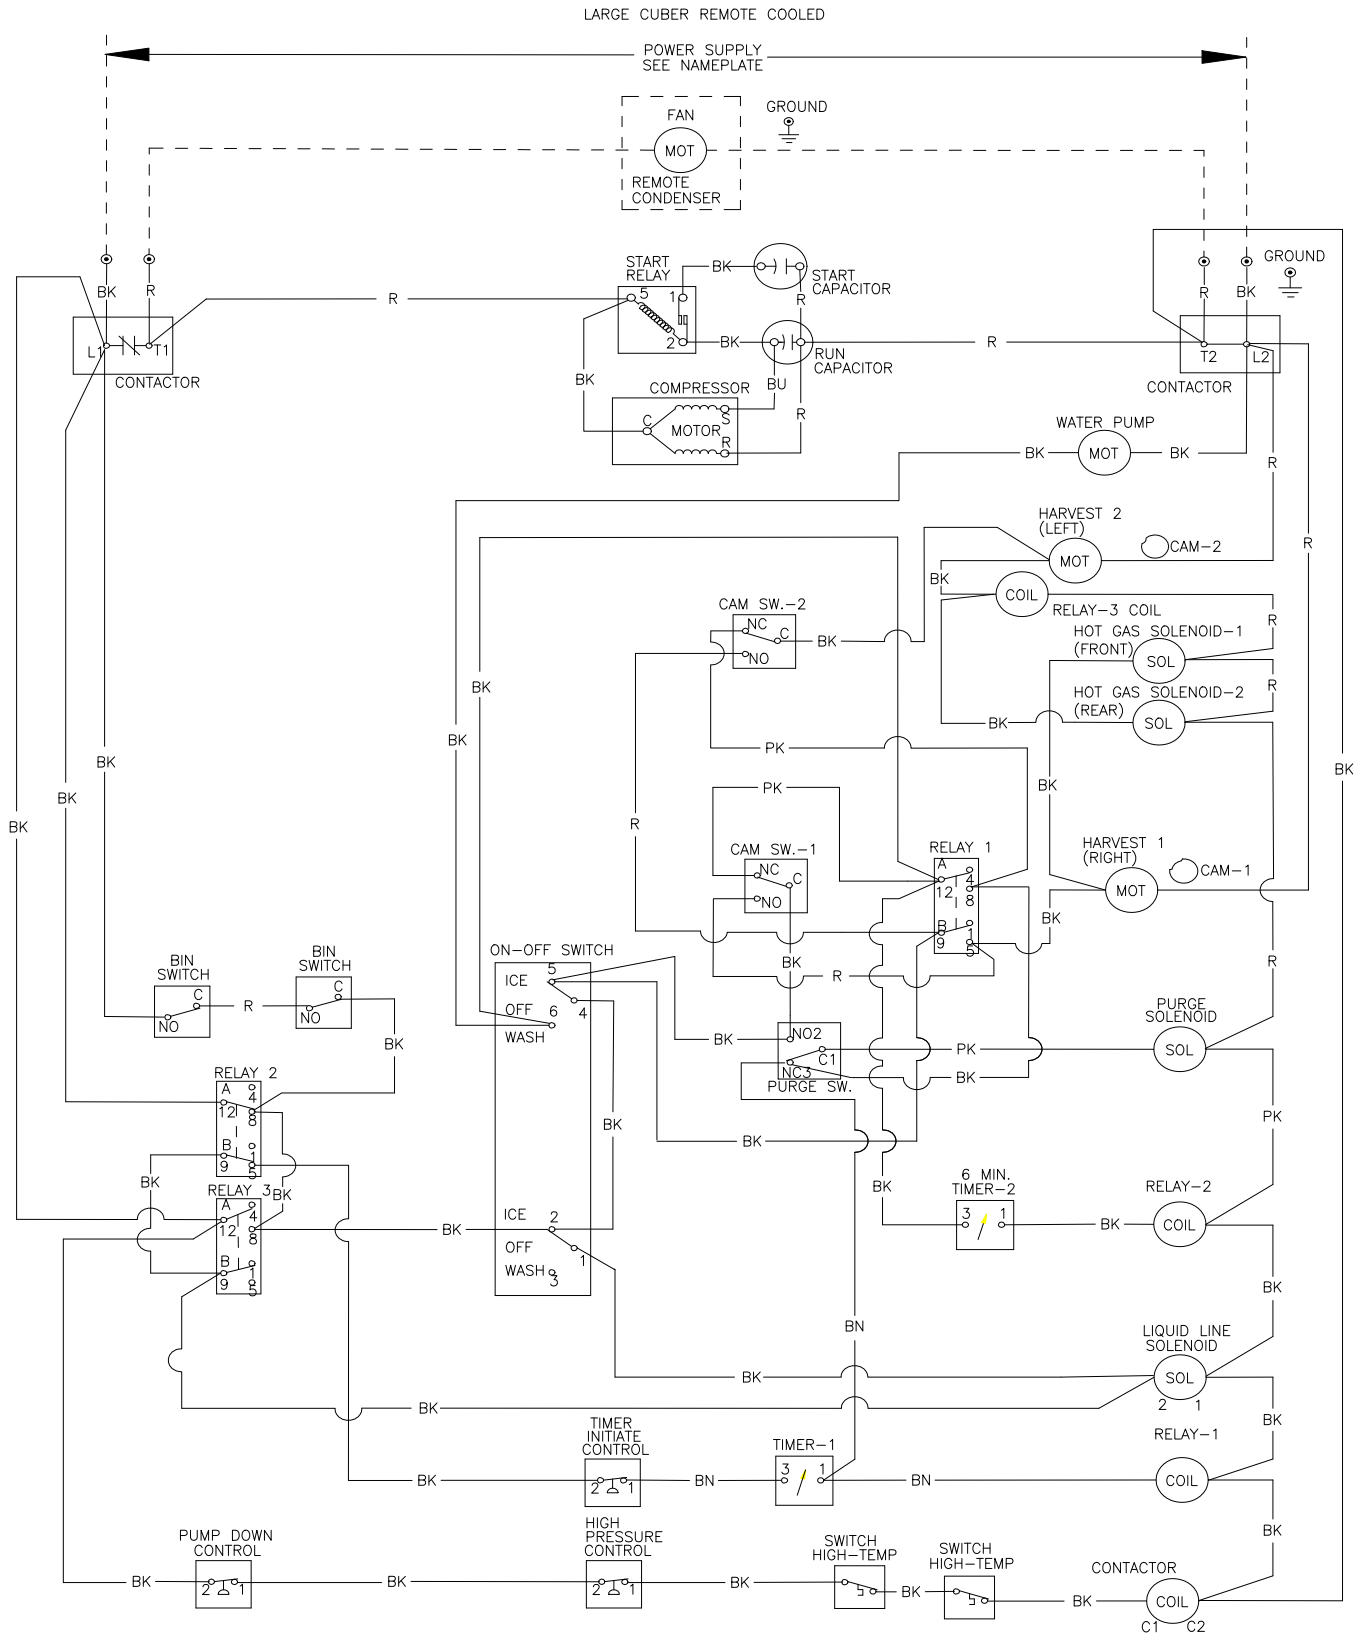 LARGE CUBER REMOTE COOLED
POWER SUPPLY
SEE NAMEPLATE
FAN
GROUND
MOT
REMOTE
CONDENSER
START
RELAY
BK
START
CAPACITOR
GROUND
BK
R
5
1
R
R
BK
R
L1
T1
2
BK
RUN
CAPACITOR
R
T2
L2
CONTACTOR
BK
BU
CONTACTOR
COMPRESSOR
C
S
MOTOR
R
R
WATER PUMP
BK
MOT
BK
R
HARVEST 2
(LEFT)
CAM-2
R
MOT
BK
COIL
RELAY-3 COIL
CAM SW.-2
NC
C
BK
NO
R
HOT GAS SOLENOID-1
(FRONT)
SOL
BK
R
HOT GAS SOLENOID-2
(REAR)
BK
SOL
BK
PK
BK
BK
BK
BK
BK
PK
R
CAM SW.-1
NC
C
NO
RELAY 1
A
4
12
8
B
1
9
5
HARVEST 1
(RIGHT)
CAM-1
MOT
BK
BIN
SWITCH
BIN
SWITCH
ON-OFF SWITCH
5
ICE
BK
R
R
C
NO
R
C
NO
OFF
6
4
WASH
PURGE
SOLENOID
BK
BK
NO2
C1
NC3
PURGE SW.
PK
SOL
BK
RELAY 2
A
4
12
8
B
1
9
5
BK
PK
BK
BK
RELAY 3
BK
A
4
12
8
B
1
9
5
BK
ICE
2
OFF
1
WASH
3
BK
6 MIN.
TIMER-2
3
1
BK
RELAY-2
COIL
BK
BN
LIQUID LINE
SOLENOID
BK
SOL
2
1
BK
BK
TIMER
INITIATE
CONTROL
TIMER-1
RELAY-1
BK
2
1
BN
3
1
BN
COIL
BK
PUMP DOWN
CONTROL
HIGH
PRESSURE
CONTROL
SWITCH
HIGH-TEMP
SWITCH
HIGH-TEMP
CONTACTOR
BK
2
1
BK
2
1
BK
BK
BK
COIL
C1
C2